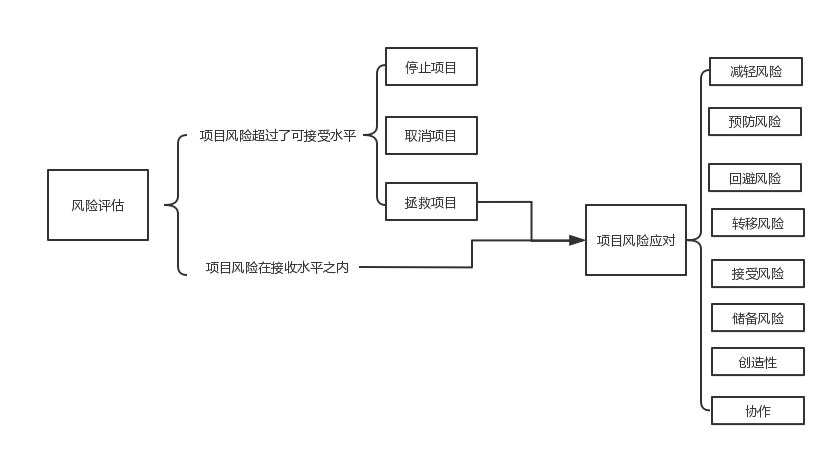 风险评估
项目风险超过了可接受水平
停止项目
取消项目
拯救项目
项目风险在接收水平之内
项目风险应对
减轻风险
预防风险
回避风险
转移风险
接受风险
储备风险
创造性
协作